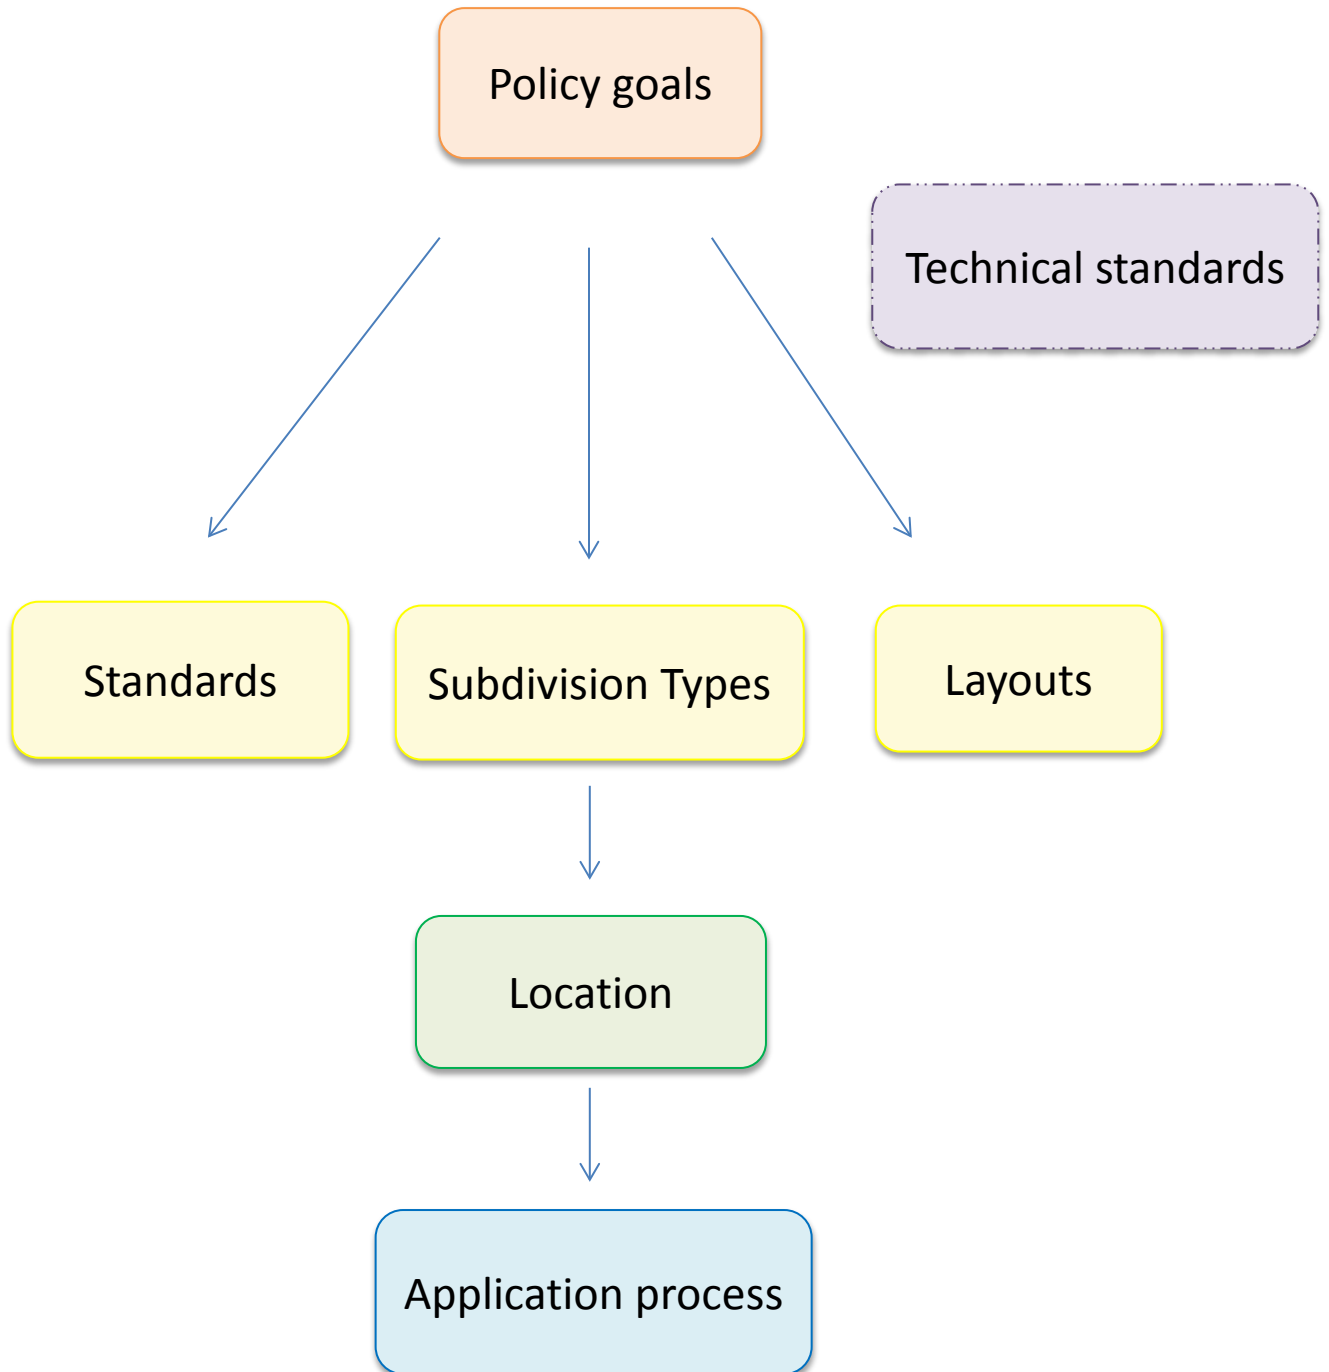 Policy goals
Technical standards
Standards
Subdivision Types
Layouts
Location
Application process